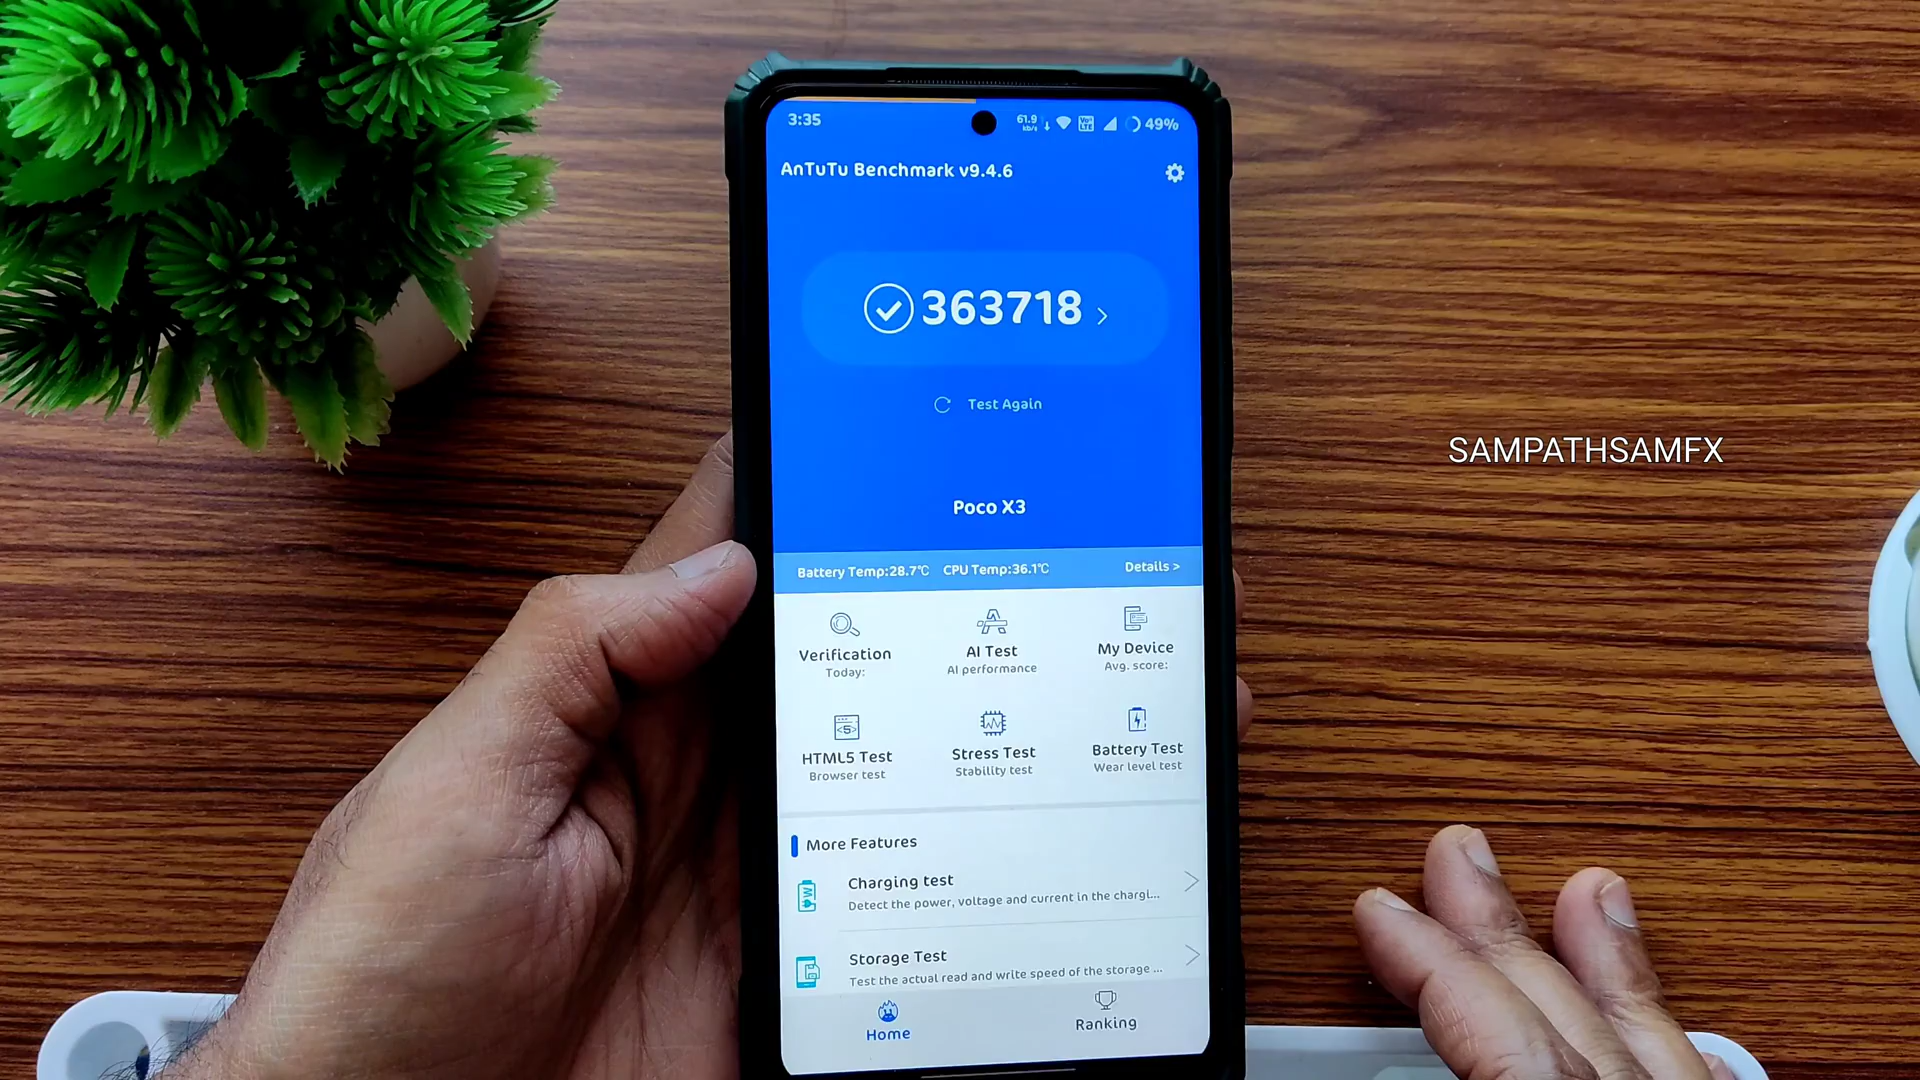 3:35
61.9
kb/s
Vo
LTE
49%
AnTuTu Benchmark v9.4.6
363718
Test Again
SAMPATHSAMFX
Poco X3
Battery Temp:28.7℃ CPU Temp:36.1℃ Details >
Verification
Today:
AI Test
AI performance
My Device
Avg. score:
HTML5 Test
Browser test
Stress Test
Stability test
Battery Test
Wear level test
More Features
Charging test
Detect the power, voltage and current in the chargi...
Storage Test
Test the actual read and write speed of the storage ...
Home
Ranking